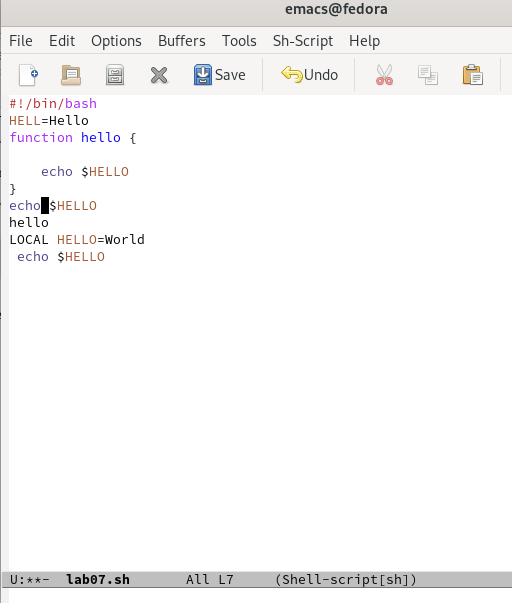 emacs@fedora
File Edit Options Buffers Tools Sh-Script Help
Save Undo
#!/bin/bash
HELL=Hello
function hello {
    echo $HELLO
}
echo $HELLO
hello
LOCAL HELLO=World
 echo $HELLO
U:**- lab07.sh All L7 (Shell-script[sh])